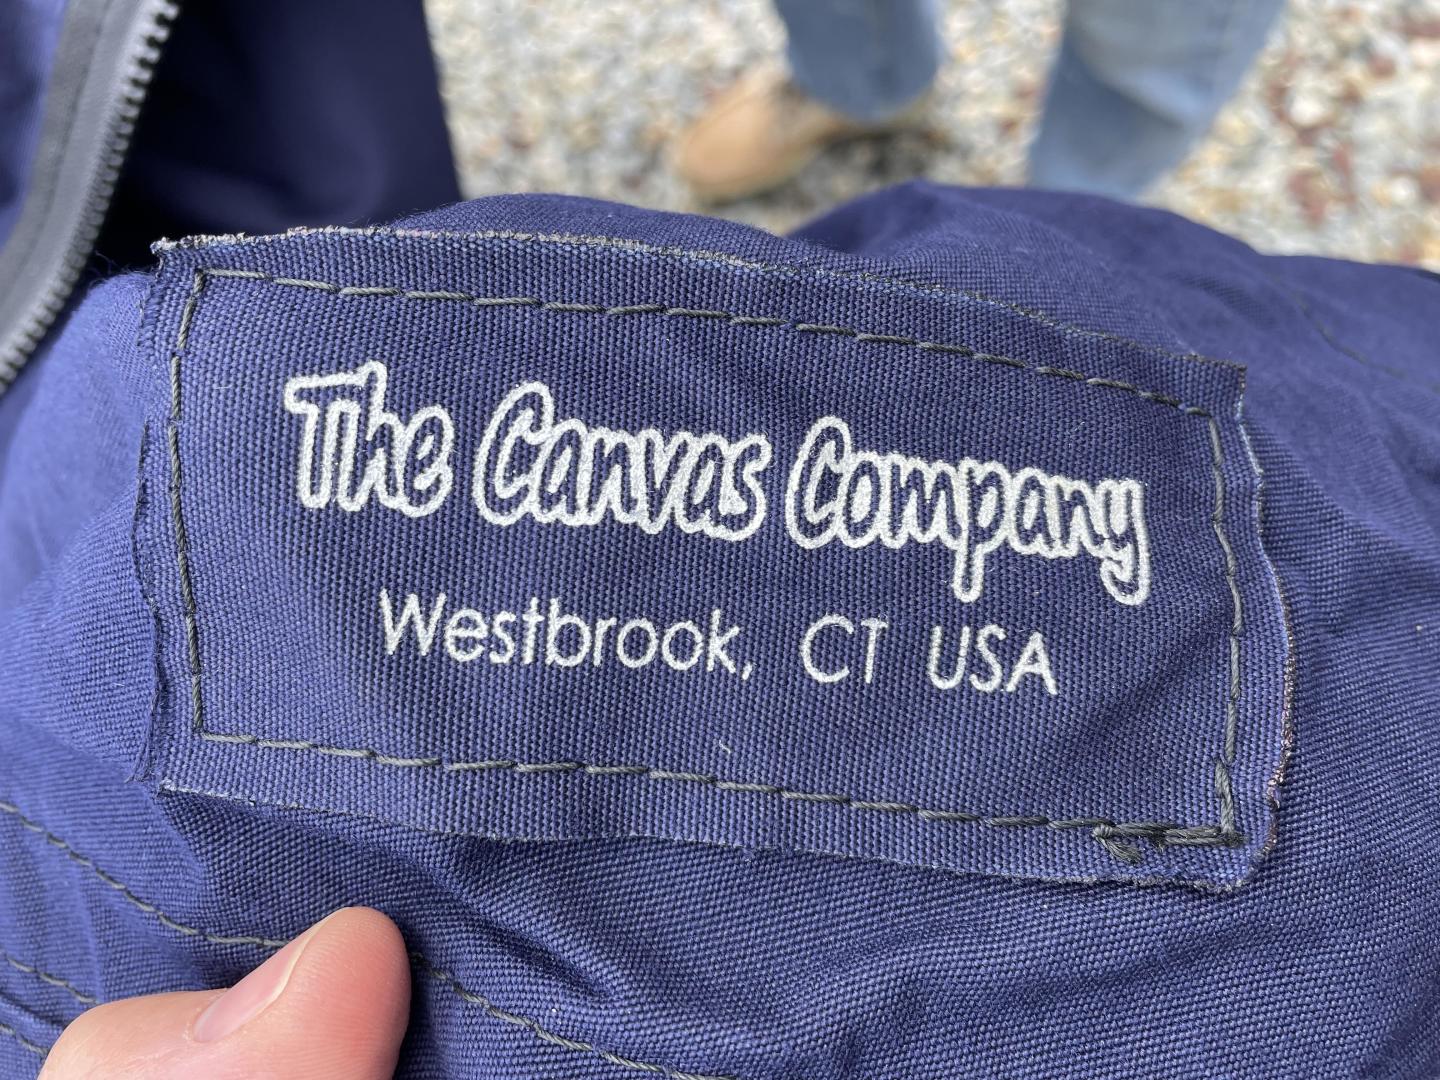 The Canvas Company
Westbrook, CT USA